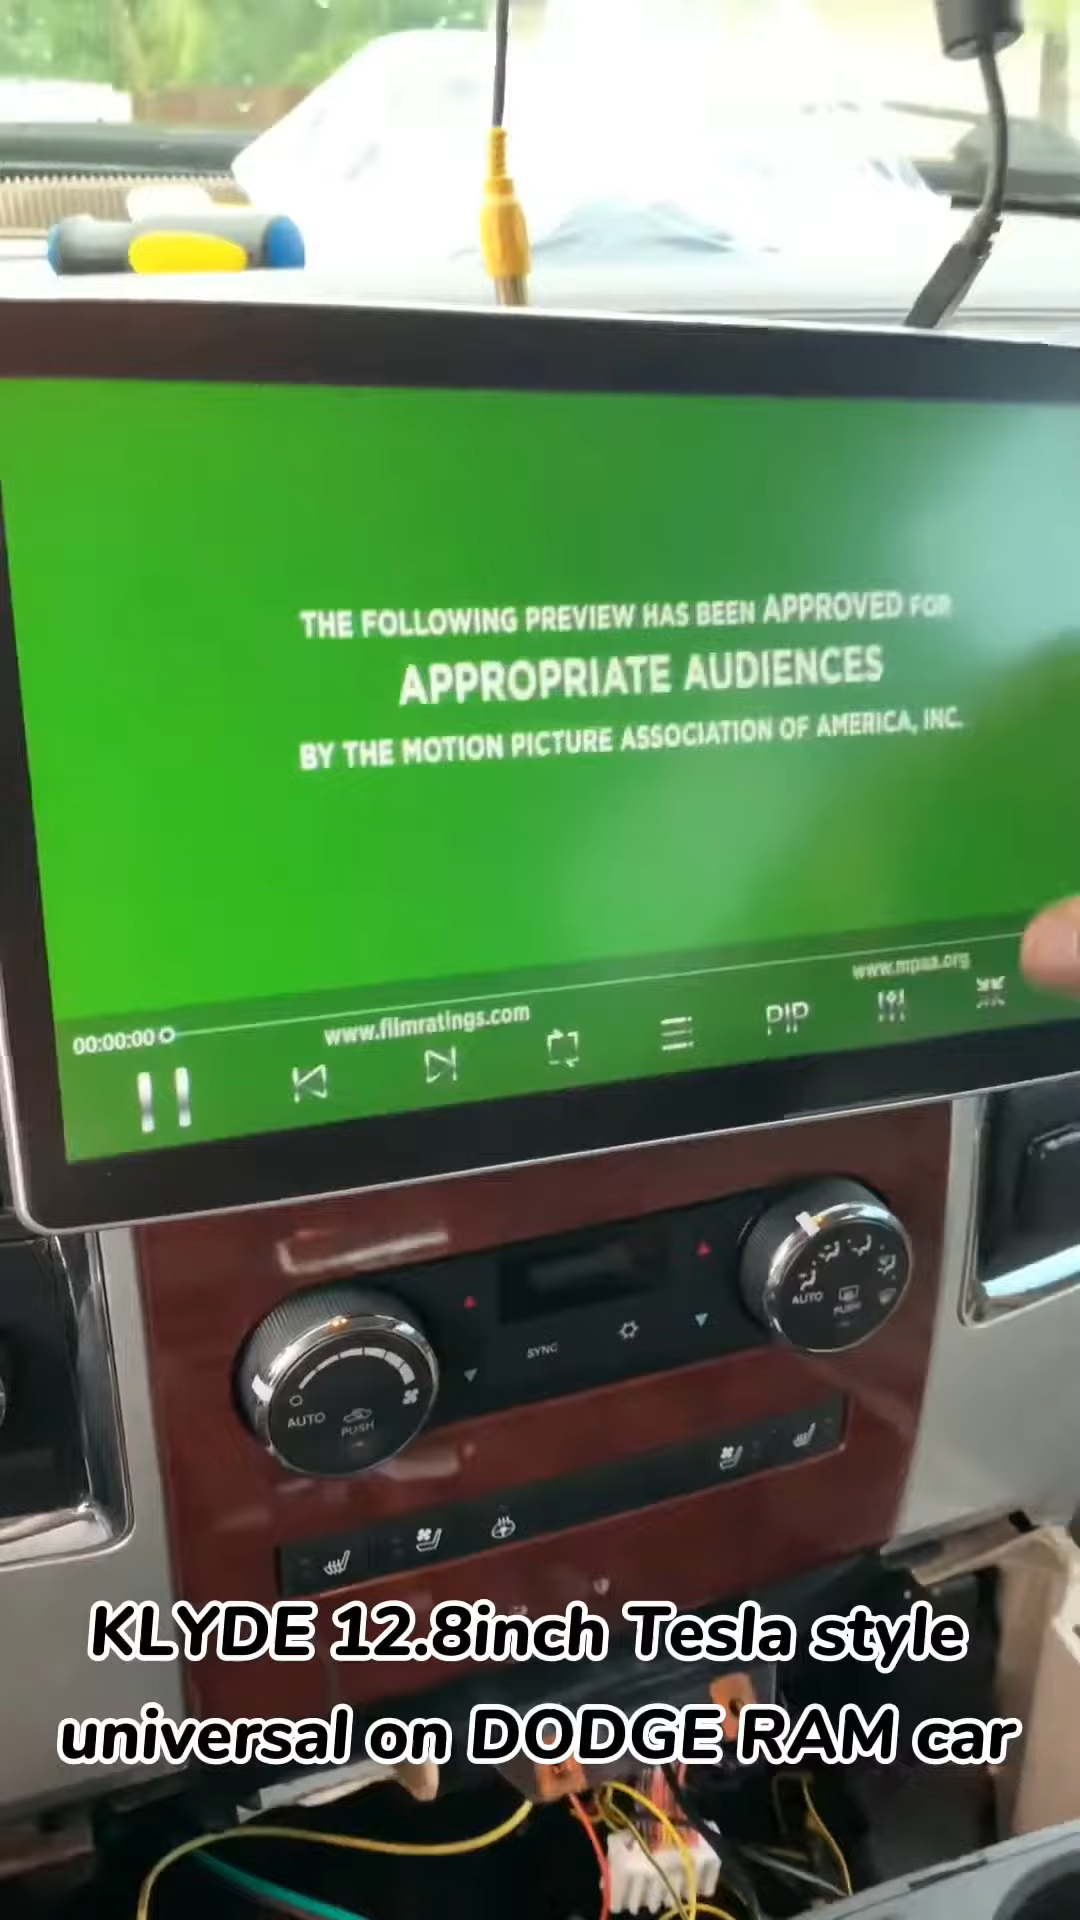 THE FOLLOWING PREVIEW HAS BEEN APPROVED FOR
APPROPRIATE AUDIENCES
BY THE MOTION PICTURE ASSOCIATION OF AMERICA, INC.
www.filmratings.com
www.mpaa.org
00:00:00
PIP
SYNC
AUTO
PUSH
AUTO
PUSH
KLYDE 12.8inch Tesla style
universal on DODGE RAM car